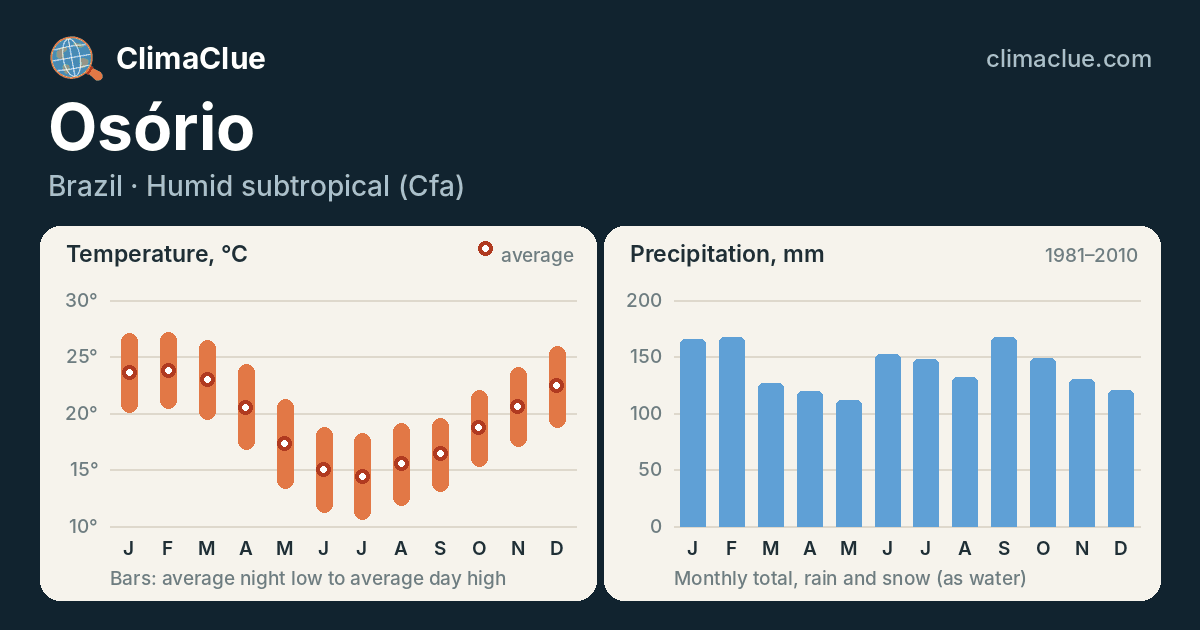 ClimaClue
climaclue.com
Osório
Brazil · Humid subtropical (Cfa)
Temperature, °C
average
30°
25°
20°
15°
10°
J F M A M J J A S O N D
Bars: average night low to average day high
Precipitation, mm
1981–2010
200
150
100
50
0
J F M A M J J A S O N D
Monthly total, rain and snow (as water)